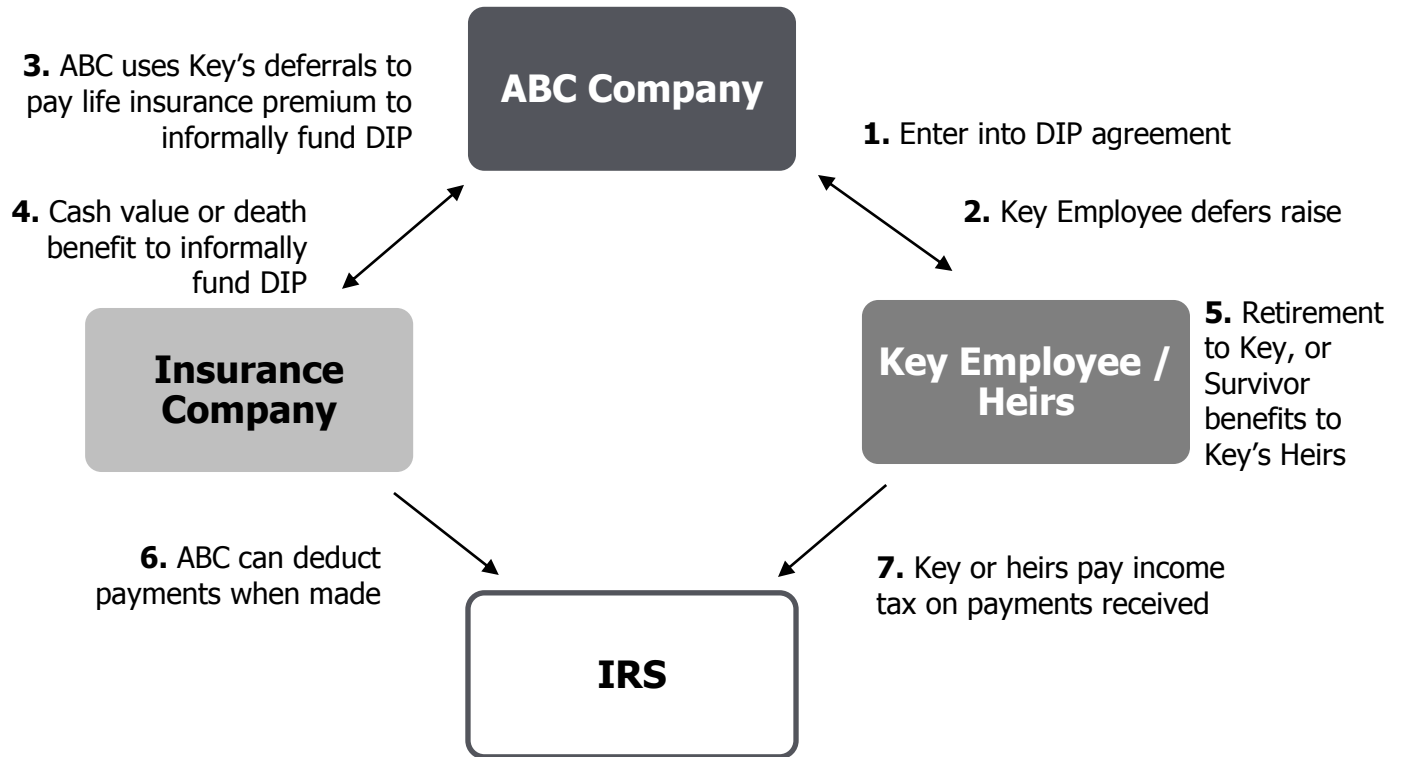 3. ABC uses Key’s deferrals to
pay life insurance premium to
informally fund DIP
ABC Company
1. Enter into DIP agreement
2. Key Employee defers raise
4. Cash value or death
benefit to informally
fund DIP
Insurance
Company
Key Employee /
Heirs
5. Retirement
to Key, or
Survivor
benefits to
Key’s Heirs
6. ABC can deduct
payments when made
7. Key or heirs pay income
tax on payments received
IRS